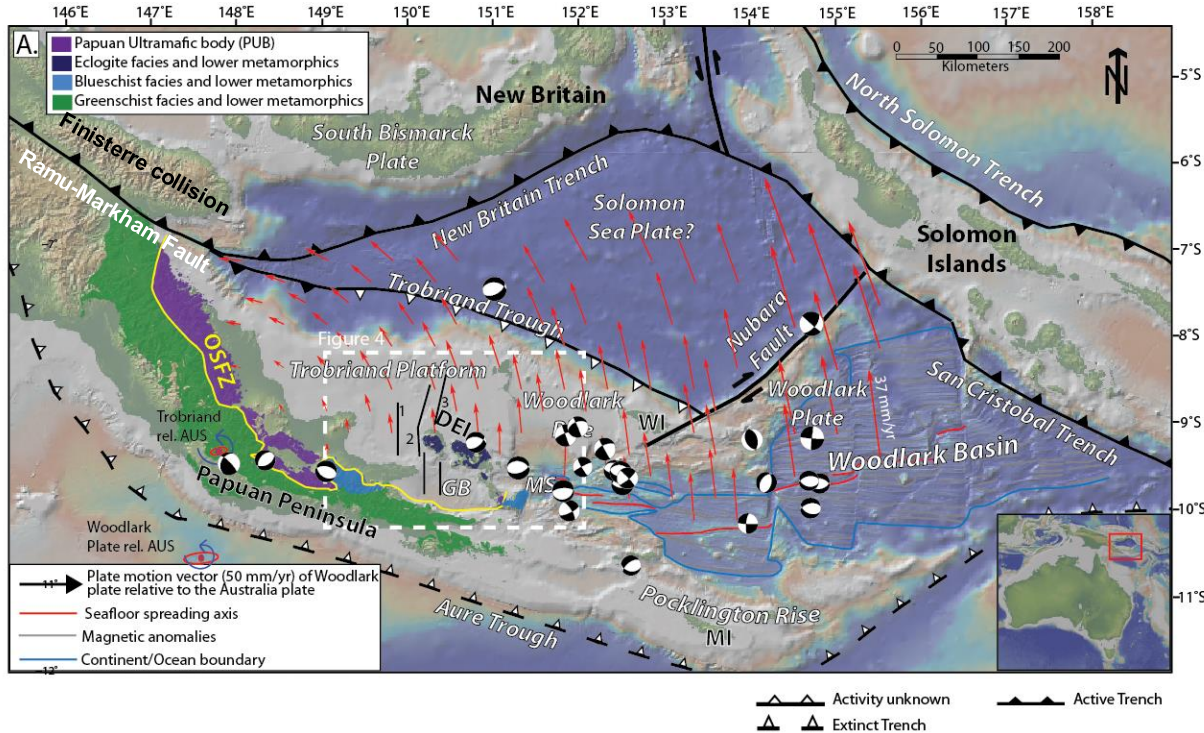 146°E 147°E 148°E 149°E 150°E 151°E 152°E 153°E 154°E 155°E 156°E 157°E 158°E
A.
Papuan Ultramafic body (PUB)
Eclogite facies and lower metamorphics
Blueschist facies and lower metamorphics
Greenschist facies and lower metamorphics
0 50 100 150 200
Kilometers
N
5°S
6°S
7°S
8°S
9°S
10°S
11°S
New Britain
South Bismarck
Plate
North Solomon Trench
Finisterre collision
Ramu-Markham Fault
New Britain Trench
Solomon
Sea Plate?
Solomon
Islands
Trobriand Trough
Nubara
Fault
OSFZ
Figure 4
Trobriand Platform
Woodlark
San Cristobal Trench
Woodlark
Plate
37 mm/yr
1
2
3
DEI
WI
Trobriand
rel. AUS
Woodlark Basin
GB
MS
Papuan Peninsula
Woodlark
Plate rel. AUS
11°
12°
Pocklington Rise
MI
Aure Trough
Plate motion vector (50 mm/yr) of Woodlark
plate relative to the Australia plate
Seafloor spreading axis
Magnetic anomalies
Continent/Ocean boundary
Activity unknown
Active Trench
Extinct Trench